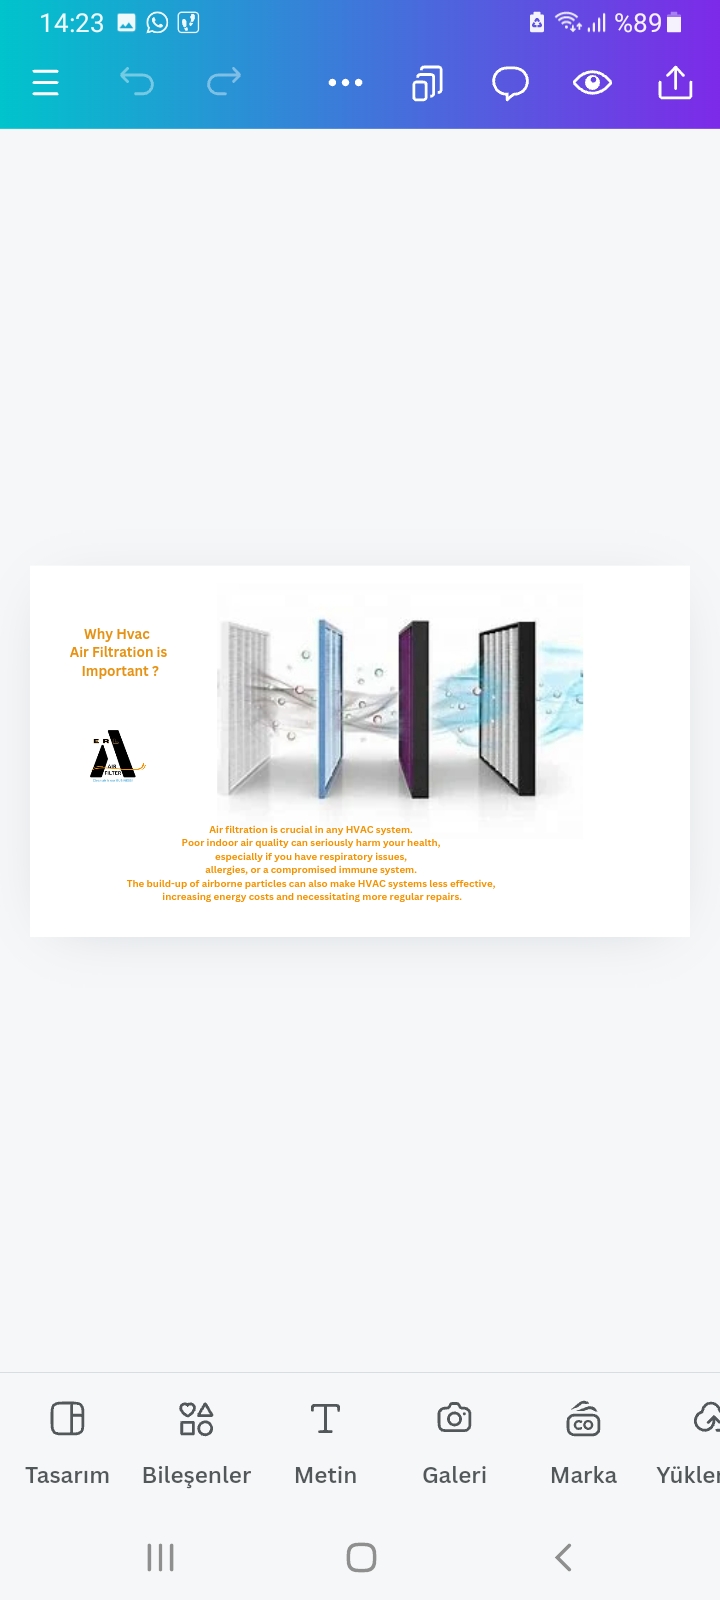 14:23
%89
Why Hvac
Air Filtration is
Important ?
AIR
FILTER
Air filtration is crucial in any HVAC system.
Poor indoor air quality can seriously harm your health,
especially if you have respiratory issues,
allergies, or a compromised immune system.
The build-up of airborne particles can also make HVAC systems less effective,
increasing energy costs and necessitating more regular repairs.
CO
Tasarım Bileşenler Metin Galeri Marka